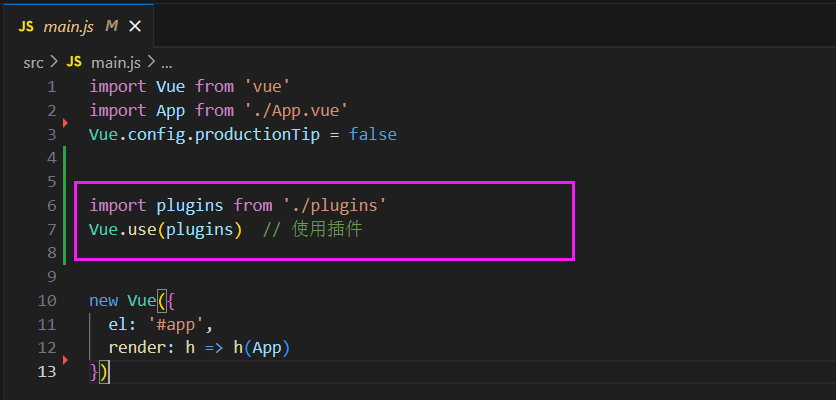 JS main.js M ×
src > JS main.js > ...
1 import Vue from 'vue'
2 import App from './App.vue'
3 Vue.config.productionTip = false
4
5
6 import plugins from './plugins'
7 Vue.use(plugins)  // 使用插件
8
9
10 new Vue({
11   el: '#app',
12   render: h => h(App)
13 })